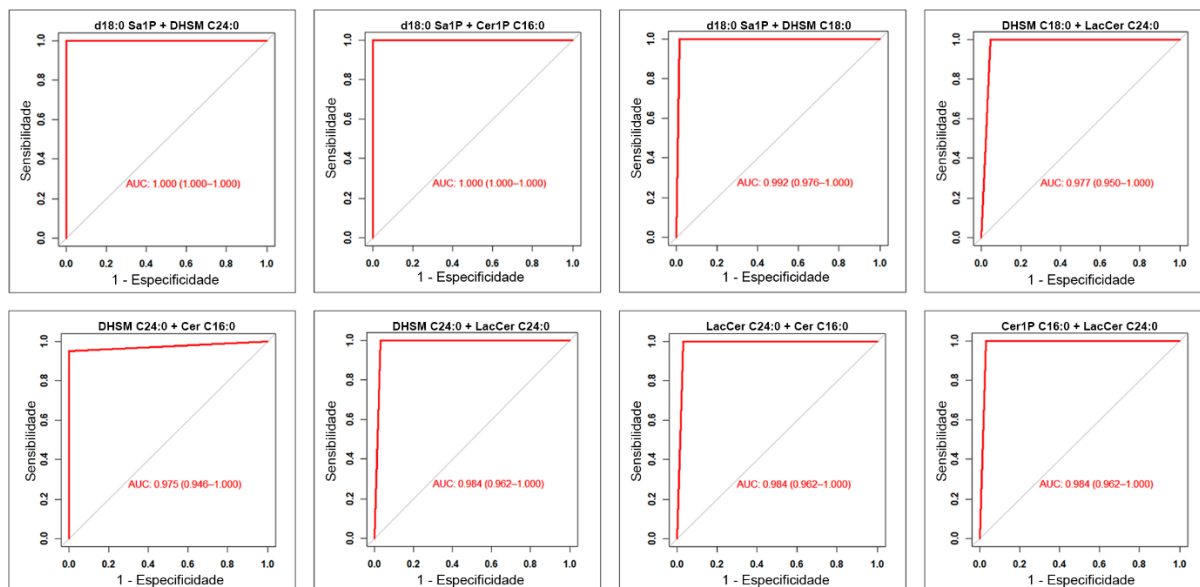 d18:0 Sa1P + DHSM C24:0
Sensibilidade
1.0
0.8
0.6
0.4
0.2
0.0
AUC: 1.000 (1.000–1.000)
0.0 0.2 0.4 0.6 0.8 1.0
1 - Especificidade
d18:0 Sa1P + Cer1P C16:0
Sensibilidade
1.0
0.8
0.6
0.4
0.2
0.0
AUC: 1.000 (1.000–1.000)
0.0 0.2 0.4 0.6 0.8 1.0
1 - Especificidade
d18:0 Sa1P + DHSM C18:0
Sensibilidade
1.0
0.8
0.6
0.4
0.2
0.0
AUC: 0.992 (0.976–1.000)
0.0 0.2 0.4 0.6 0.8 1.0
1 - Especificidade
DHSM C18:0 + LacCer C24:0
Sensibilidade
1.0
0.8
0.6
0.4
0.2
0.0
AUC: 0.977 (0.950–1.000)
0.0 0.2 0.4 0.6 0.8 1.0
1 - Especificidade
DHSM C24:0 + Cer C16:0
Sensibilidade
1.0
0.8
0.6
0.4
0.2
0.0
AUC: 0.975 (0.946–1.000)
0.0 0.2 0.4 0.6 0.8 1.0
1 - Especificidade
DHSM C24:0 + LacCer C24:0
Sensibilidade
1.0
0.8
0.6
0.4
0.2
0.0
AUC: 0.984 (0.962–1.000)
0.0 0.2 0.4 0.6 0.8 1.0
1 - Especificidade
LacCer C24:0 + Cer C16:0
Sensibilidade
1.0
0.8
0.6
0.4
0.2
0.0
AUC: 0.984 (0.962–1.000)
0.0 0.2 0.4 0.6 0.8 1.0
1 - Especificidade
Cer1P C16:0 + LacCer C24:0
Sensibilidade
1.0
0.8
0.6
0.4
0.2
0.0
AUC: 0.984 (0.962–1.000)
0.0 0.2 0.4 0.6 0.8 1.0
1 - Especificidade